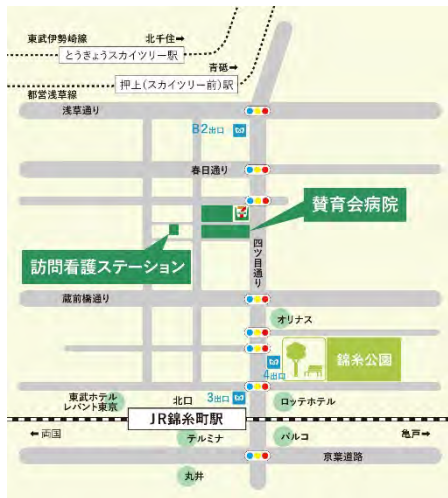 東武伊勢崎線
北千住➡
とうきょうスカイツリー駅
青砥➡
押上(スカイツリー前)駅
都営浅草線
浅草通り
B2出口
春日通り
賛育会病院
訪問看護ステーション
四ツ目通り
蔵前橋通り
オリナス
錦糸公園
4出口
東武ホテル
レバント東京
北口
3出口
ロッテホテル
JR錦糸町駅
← 両国
テルミナ
パルコ
亀戸➡
京葉道路
丸井